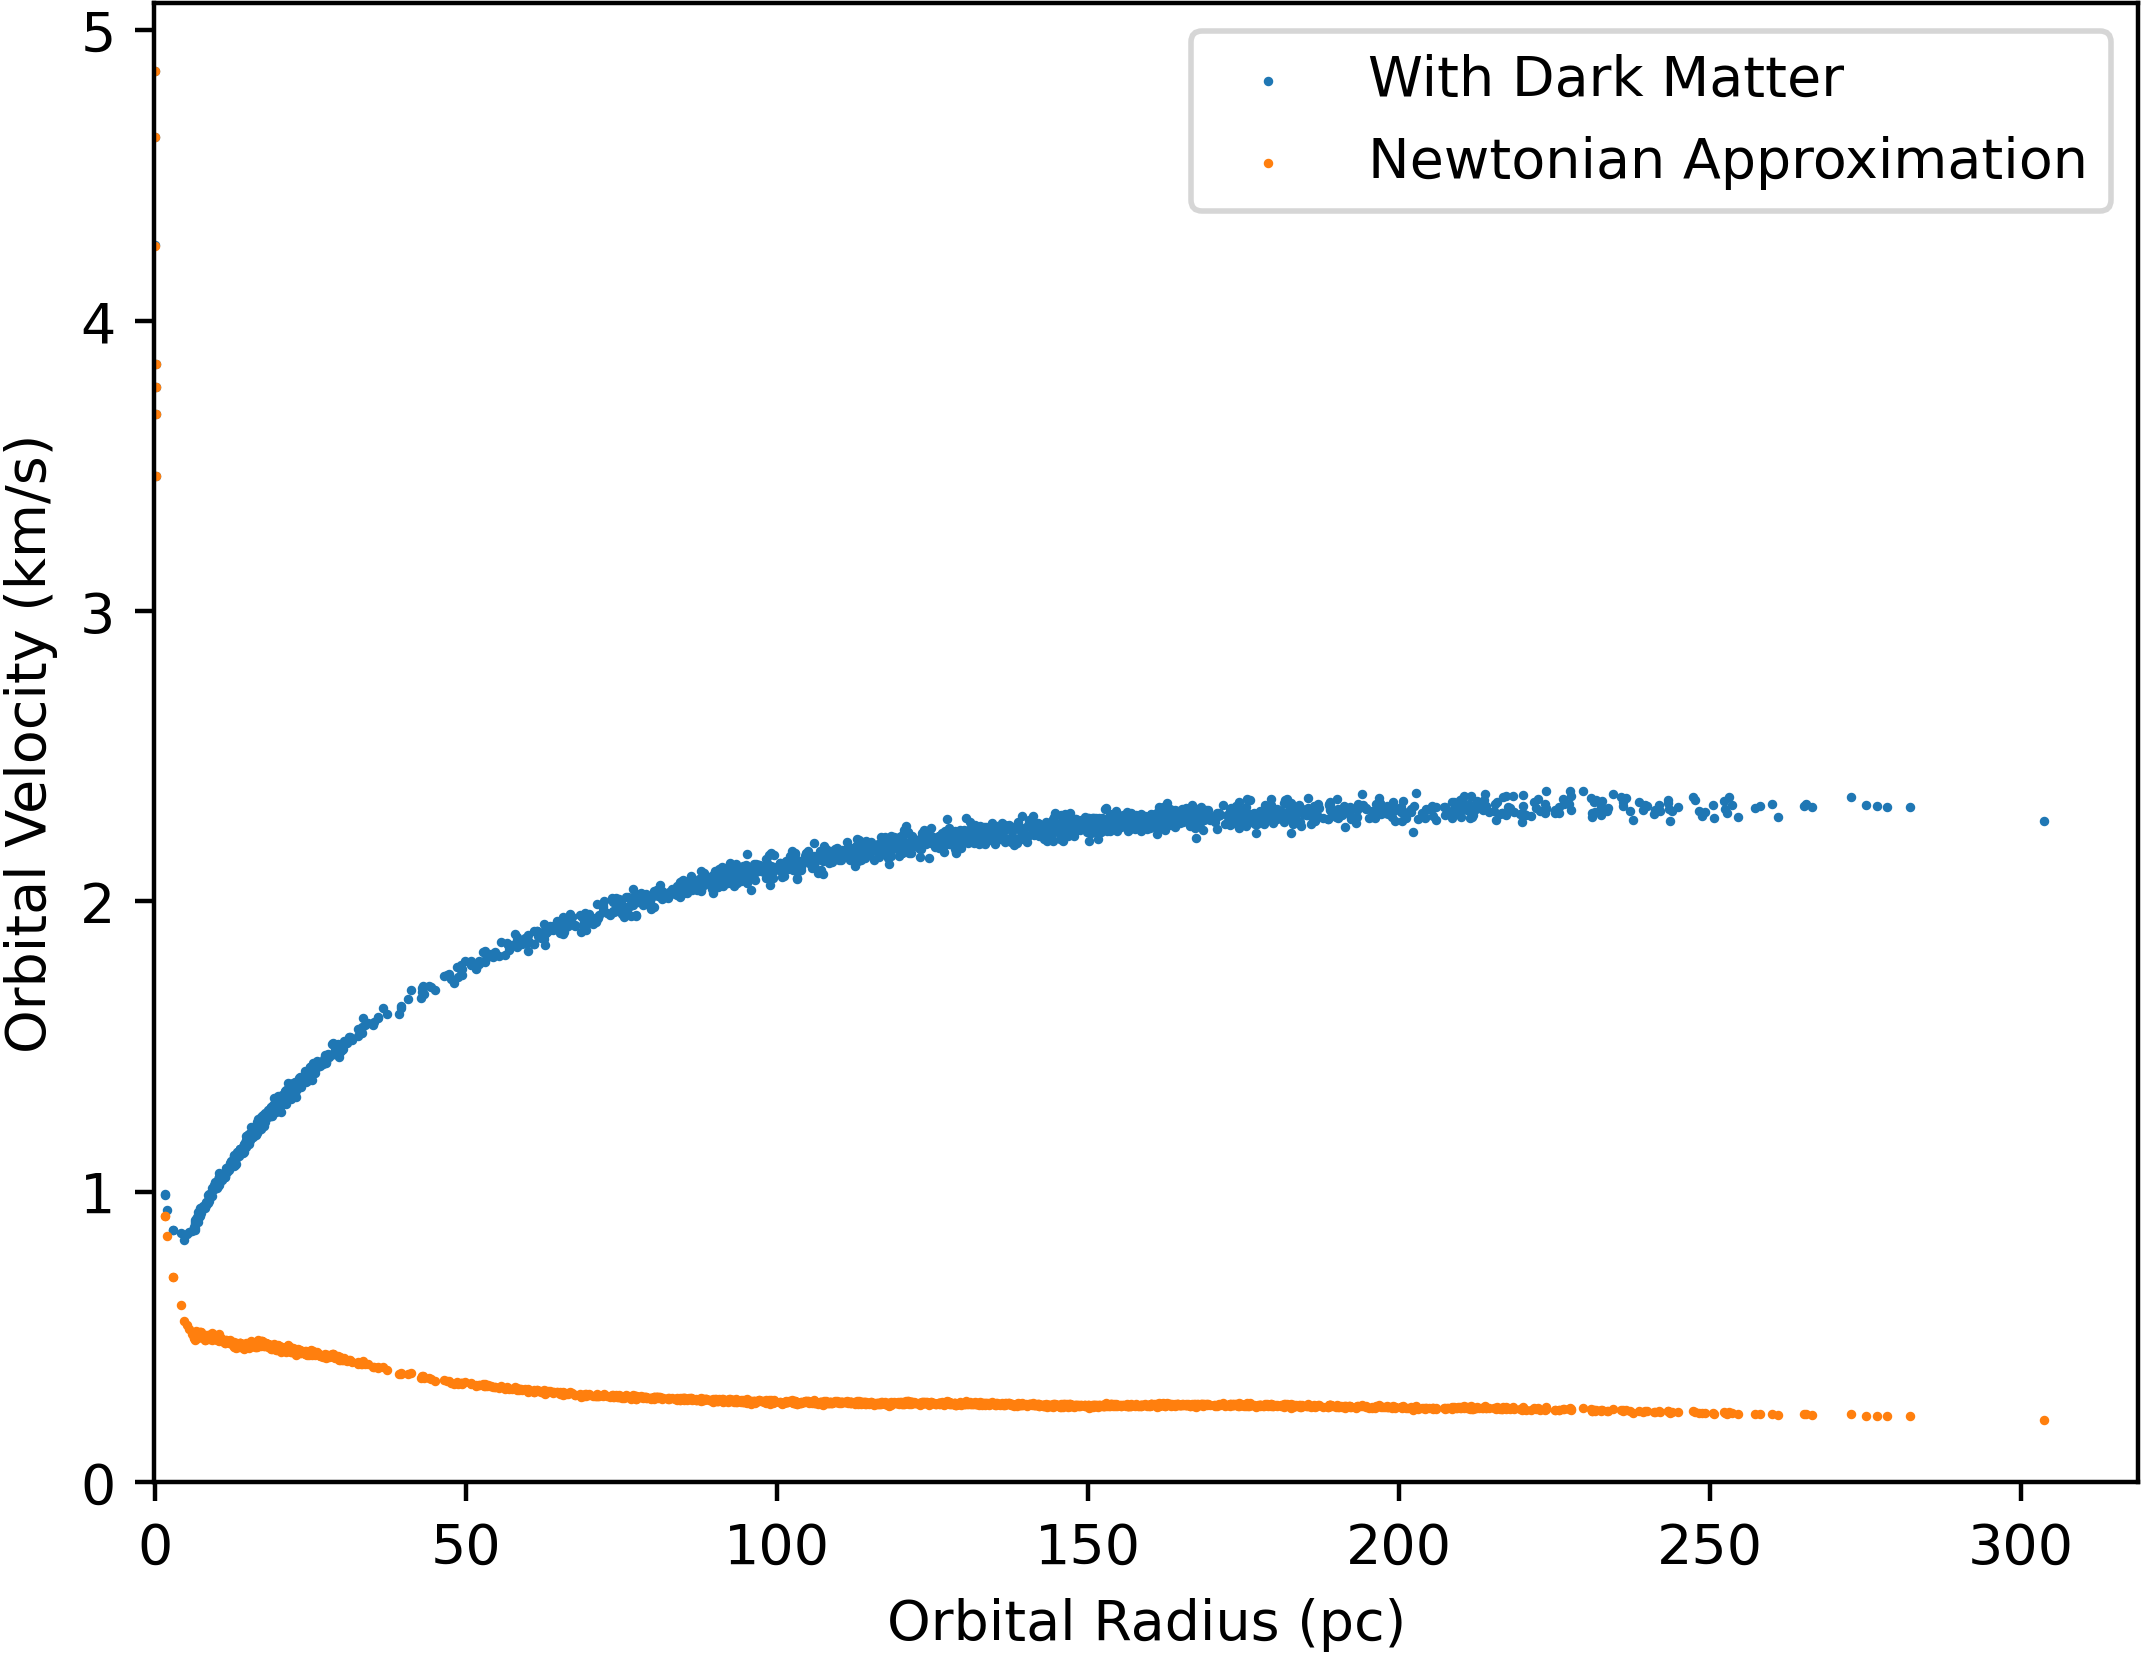 With Dark Matter
Newtonian Approximation
5
4
3
2
1
0
Orbital Velocity (km/s)
0 50 100 150 200 250 300
Orbital Radius (pc)